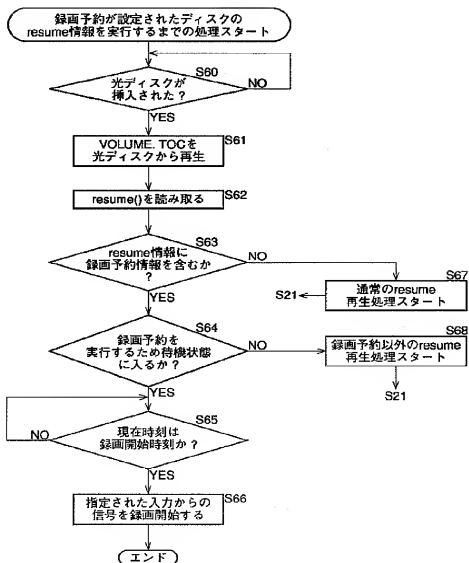 録画予約が設定されたディスクの
resume情報を実行するまでの処理スタート
S60
光ディスクが
挿入された？
NO
YES
VOLUME. TOCを
光ディスクから再生
S61
resume()を読み取る
S62
S63
resume情報に
録画予約情報を含むか
？
NO
YES
S67
通常のresume
再生処理スタート
S21
S64
録画予約を
実行するため待機状態
に入るか？
NO
YES
S68
録画予約以外のresume
再生処理スタート
S21
S65
現在時刻は
録画開始時刻か？
NO
YES
指定された入力からの
信号を録画開始する
S66
エンド